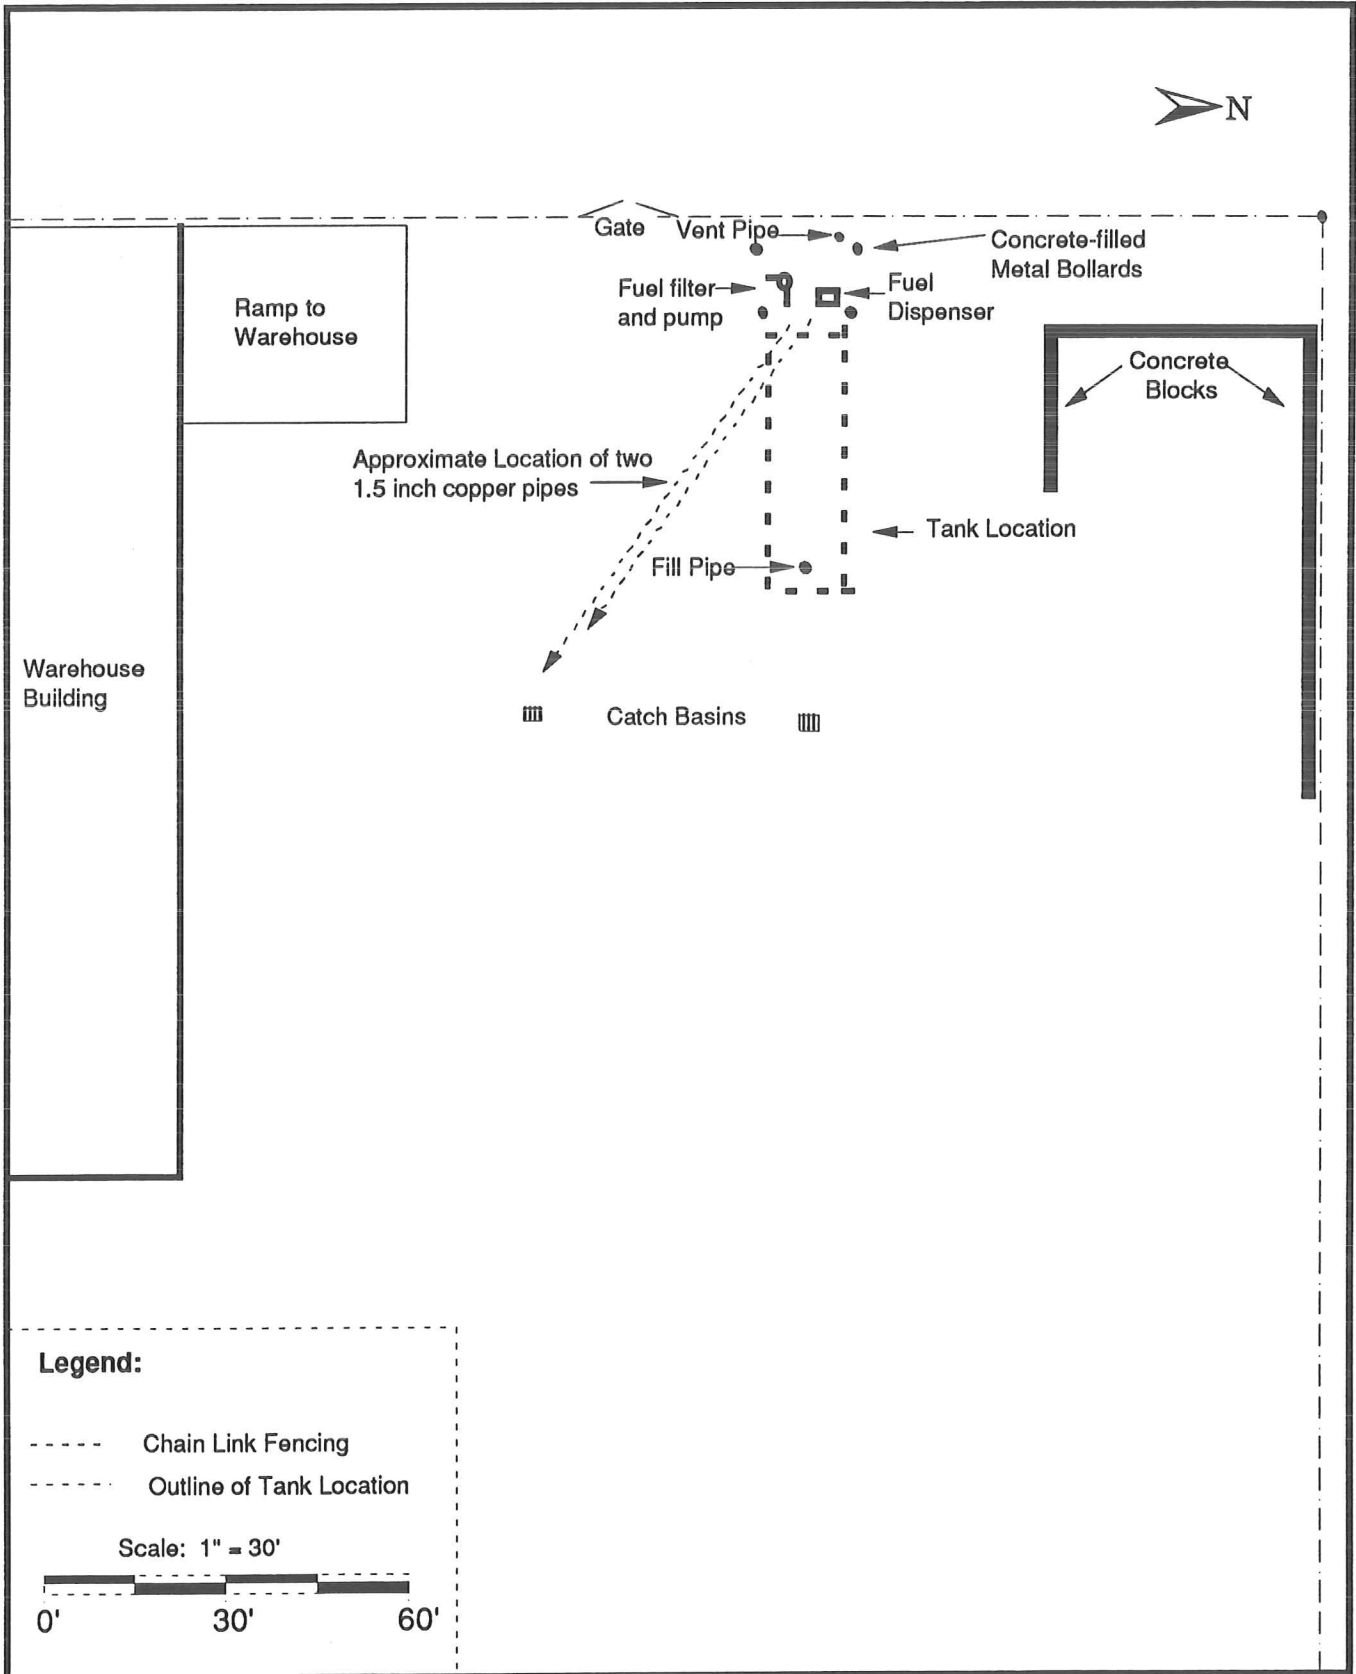 N
Gate
Vent Pipe
Concrete-filled
Metal Bollards
Fuel filter
and pump
Fuel
Dispenser
Ramp to
Warehouse
Concrete
Blocks
Approximate Location of two
1.5 inch copper pipes
Tank Location
Fill Pipe
Warehouse
Building
Catch Basins
Legend:
Chain Link Fencing
Outline of Tank Location
Scale: 1" = 30'
0' 30' 60'